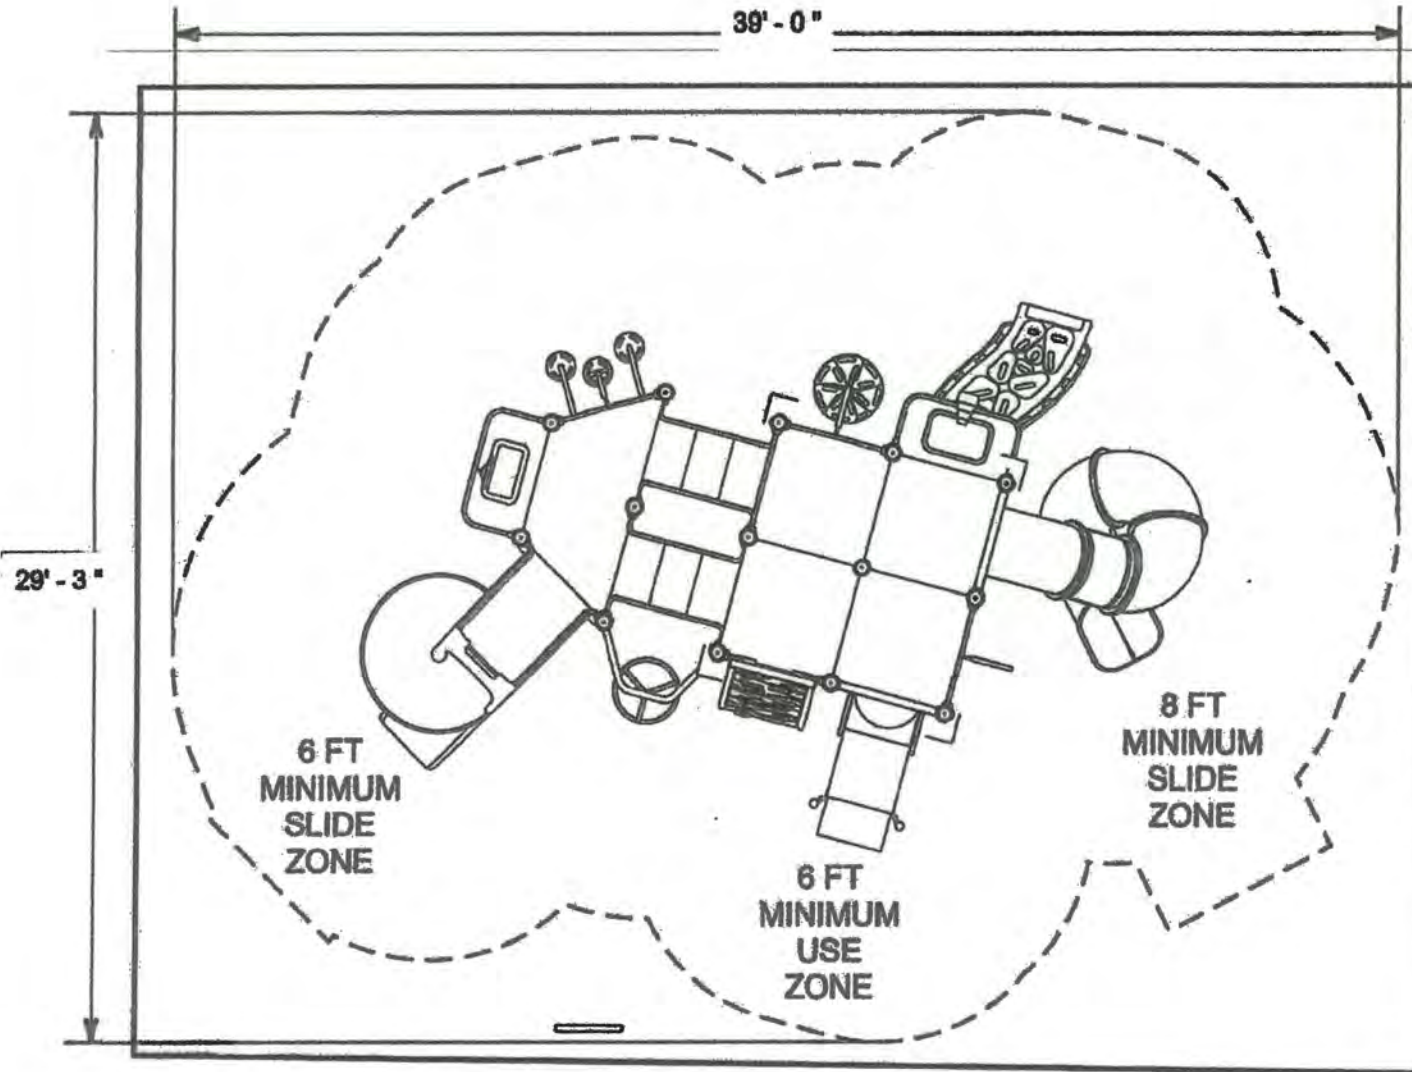 39' - 0 "
29' - 3 "
6 FT
MINIMUM
SLIDE
ZONE
6 FT
MINIMUM
USE
ZONE
8 FT
MINIMUM
SLIDE
ZONE